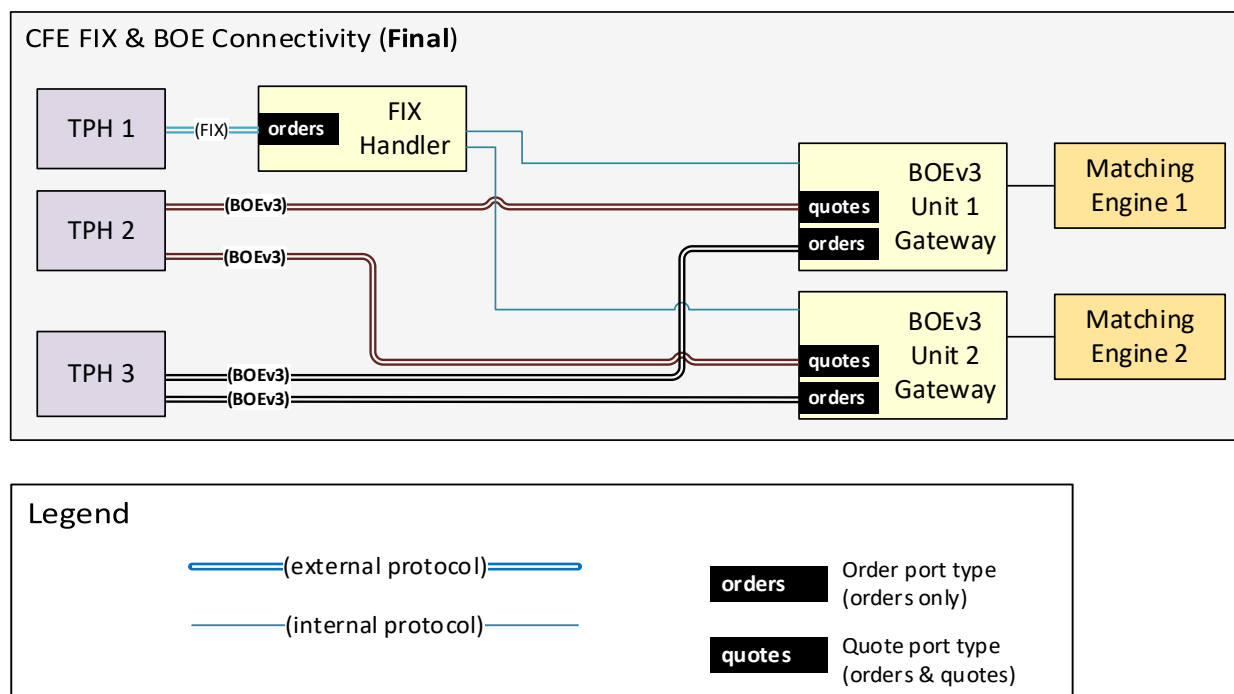 CFE FIX & BOE Connectivity (Final)
TPH 1
(FIX)
orders
FIX
Handler
TPH 2
(BOEv3)
(BOEv3)
quotes
orders
BOEv3
Unit 1
Gateway
Matching
Engine 1
TPH 3
(BOEv3)
(BOEv3)
quotes
orders
BOEv3
Unit 2
Gateway
Matching
Engine 2
Legend
(external protocol)
(internal protocol)
orders
Order port type
(orders only)
quotes
Quote port type
(orders & quotes)